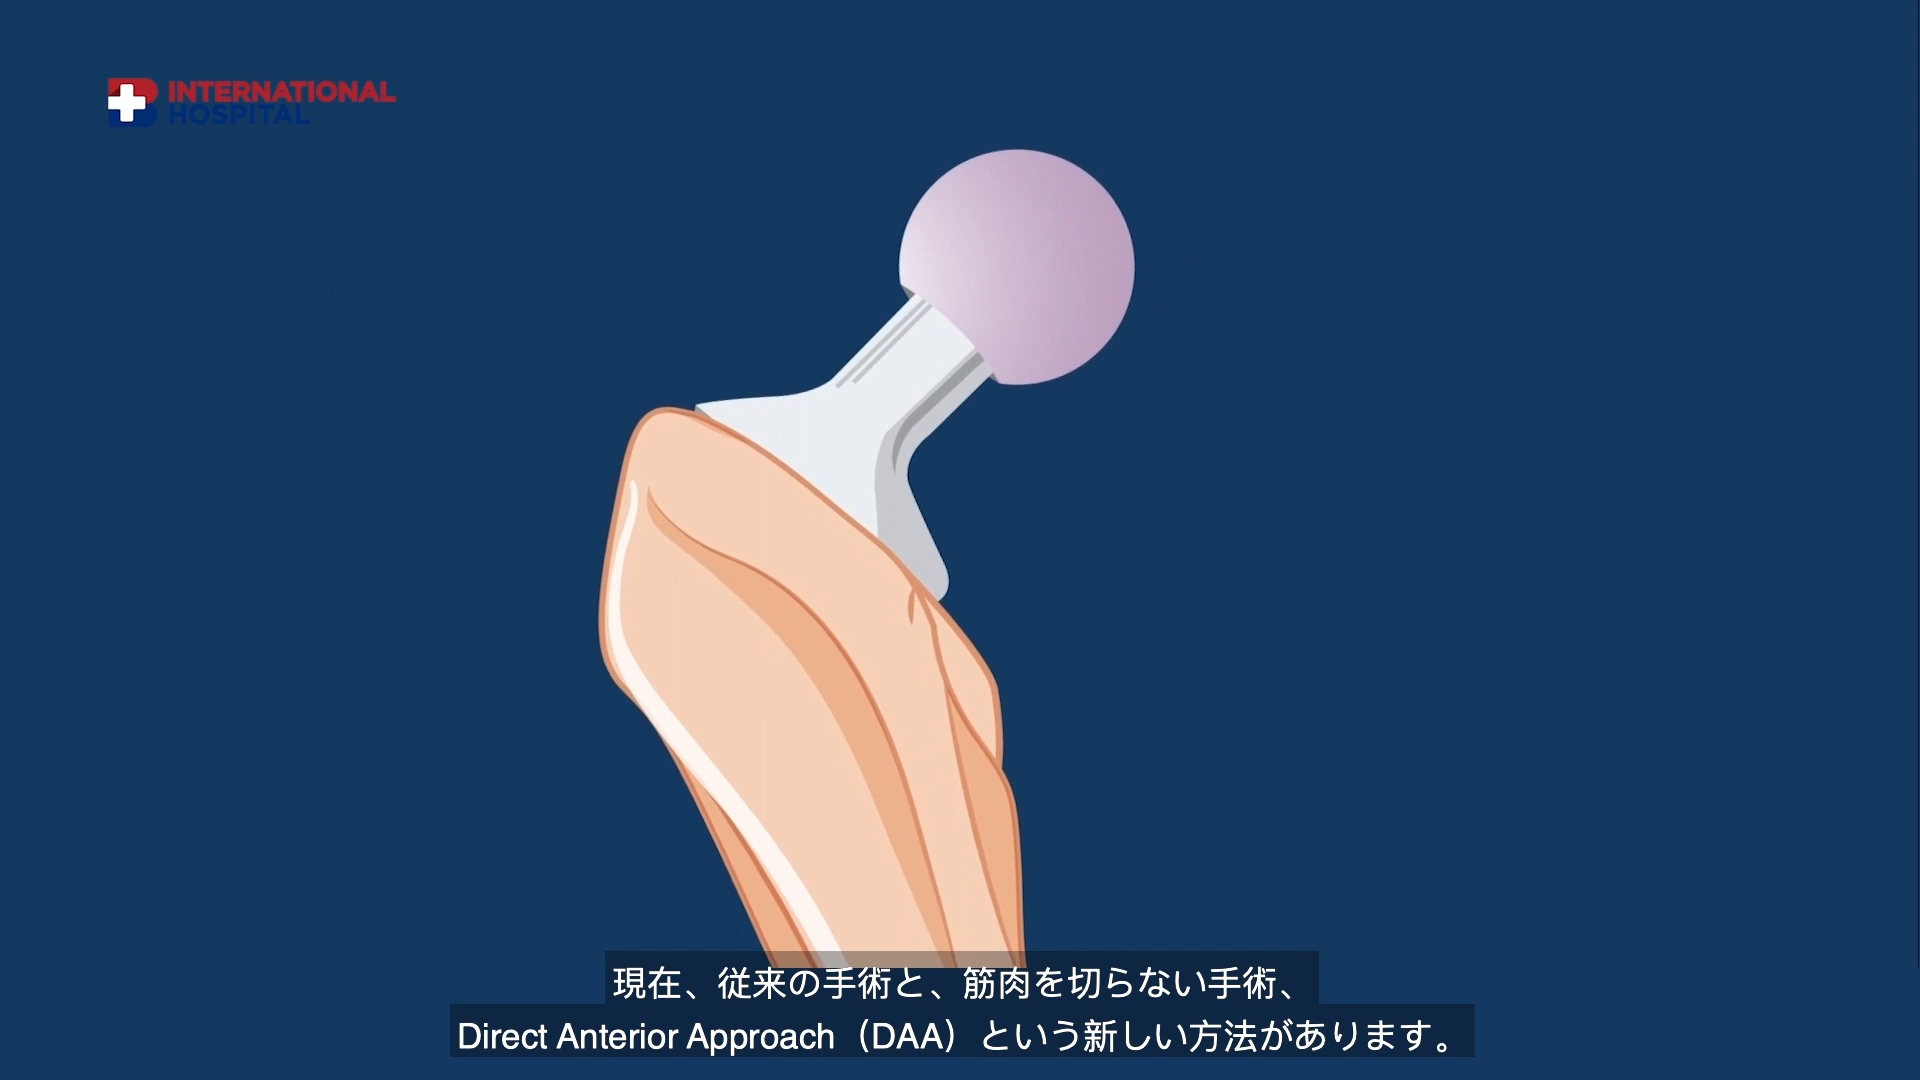 INTERNATIONAL
HOSPITAL
現在、従来の手術と、筋肉を切らない手術、
Direct Anterior Approach（DAA）という新しい方法があります。